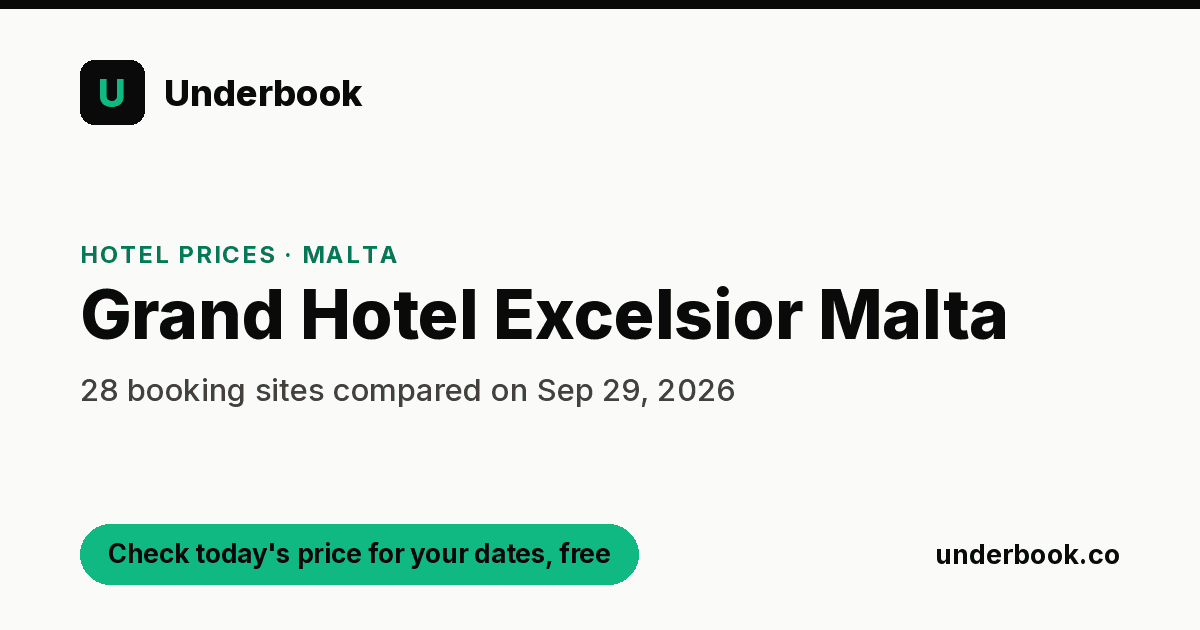 U Underbook
HOTEL PRICES · MALTA
Grand Hotel Excelsior Malta
28 booking sites compared on Sep 29, 2026
Check today's price for your dates, free
underbook.co